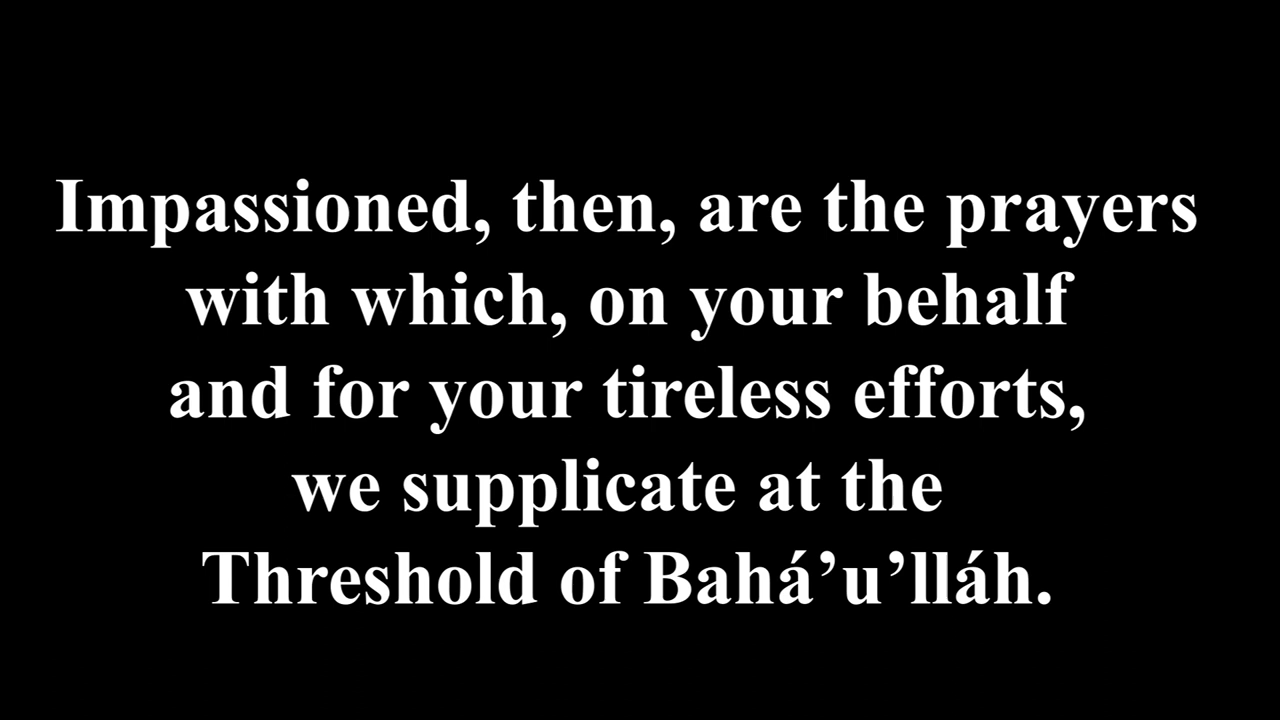 Impassioned, then, are the prayers
with which, on your behalf
and for your tireless efforts,
we supplicate at the
Threshold of Bahá’u’lláh.